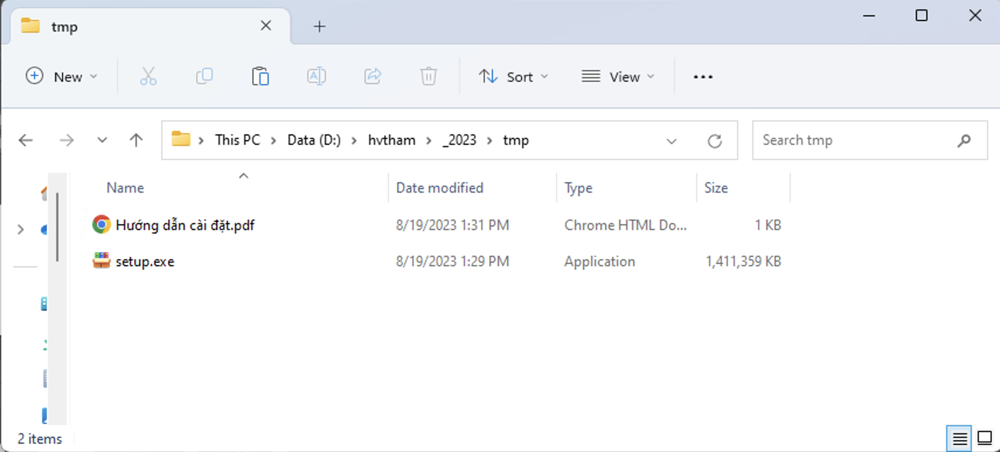 tmp
New Sort View
This PC Data (D:) hvtham _2023 tmp Search tmp
Name Date modified Type Size
Hướng dẫn cài đặt.pdf 8/19/2023 1:31 PM Chrome HTML Do... 1 KB
setup.exe 8/19/2023 1:29 PM Application 1,411,359 KB
2 items